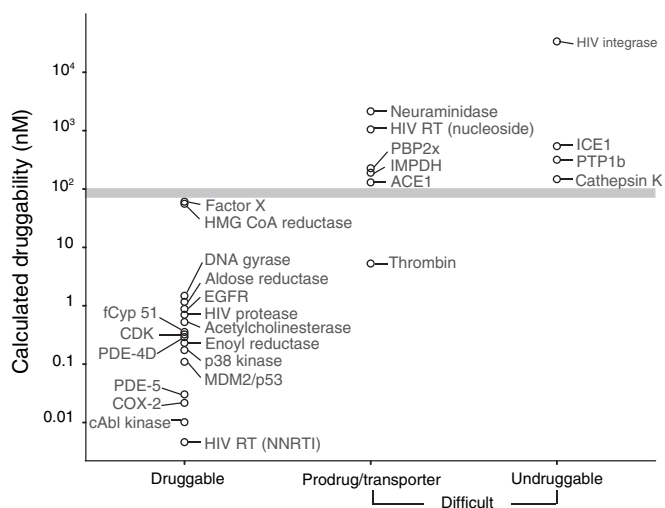 Calculated druggability (nM)
10⁴
10³
10²
10
1
0.1
0.01
HIV integrase
Neuraminidase
HIV RT (nucleoside)
PBP2x
IMPDH
ACE1
ICE1
PTP1b
Cathepsin K
Factor X
HMG CoA reductase
Thrombin
DNA gyrase
Aldose reductase
EGFR
HIV protease
fCyp 51
Acetylcholinesterase
CDK
Enoyl reductase
PDE-4D
p38 kinase
MDM2/p53
PDE-5
COX-2
cAbl kinase
HIV RT (NNRTI)
Druggable
Prodrug/transporter
Undruggable
Difficult